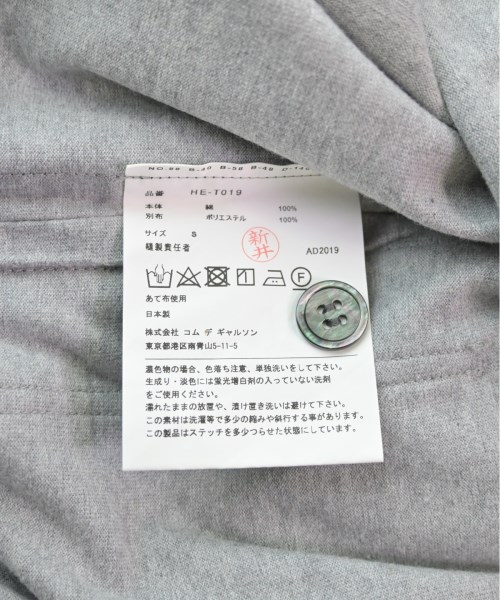 品番 HE-T019
本体 綿 100%
別布 ポリエステル 100%
サイズ S
新井
縫製責任者
AD2019
あて布使用
日本製
株式会社 コム デ ギャルソン
東京都港区南青山5-11-5
濃色物の場合、色落ち注意、単独洗いをして下さい。
生成り・淡色には蛍光増白剤の入っていない洗剤
をご使用ください。
濡れたままの放置や、漬け置き洗いは避けて下さい。
この素材は洗濯等で多少の縮みや斜行する事があります。
この製品はステッチを多少つらせた状態にしています。